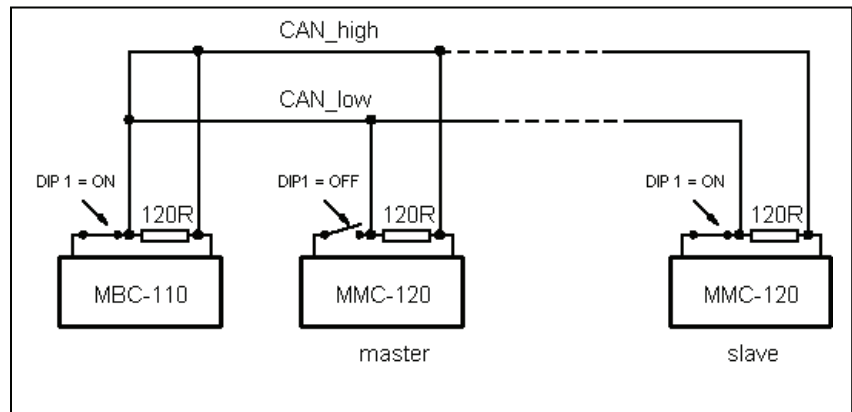 CAN_high
CAN_low
DIP 1 = ON
DIP1 = OFF
DIP 1 = ON
120R
120R
120R
MBC-110
MMC-120
MMC-120
master
slave